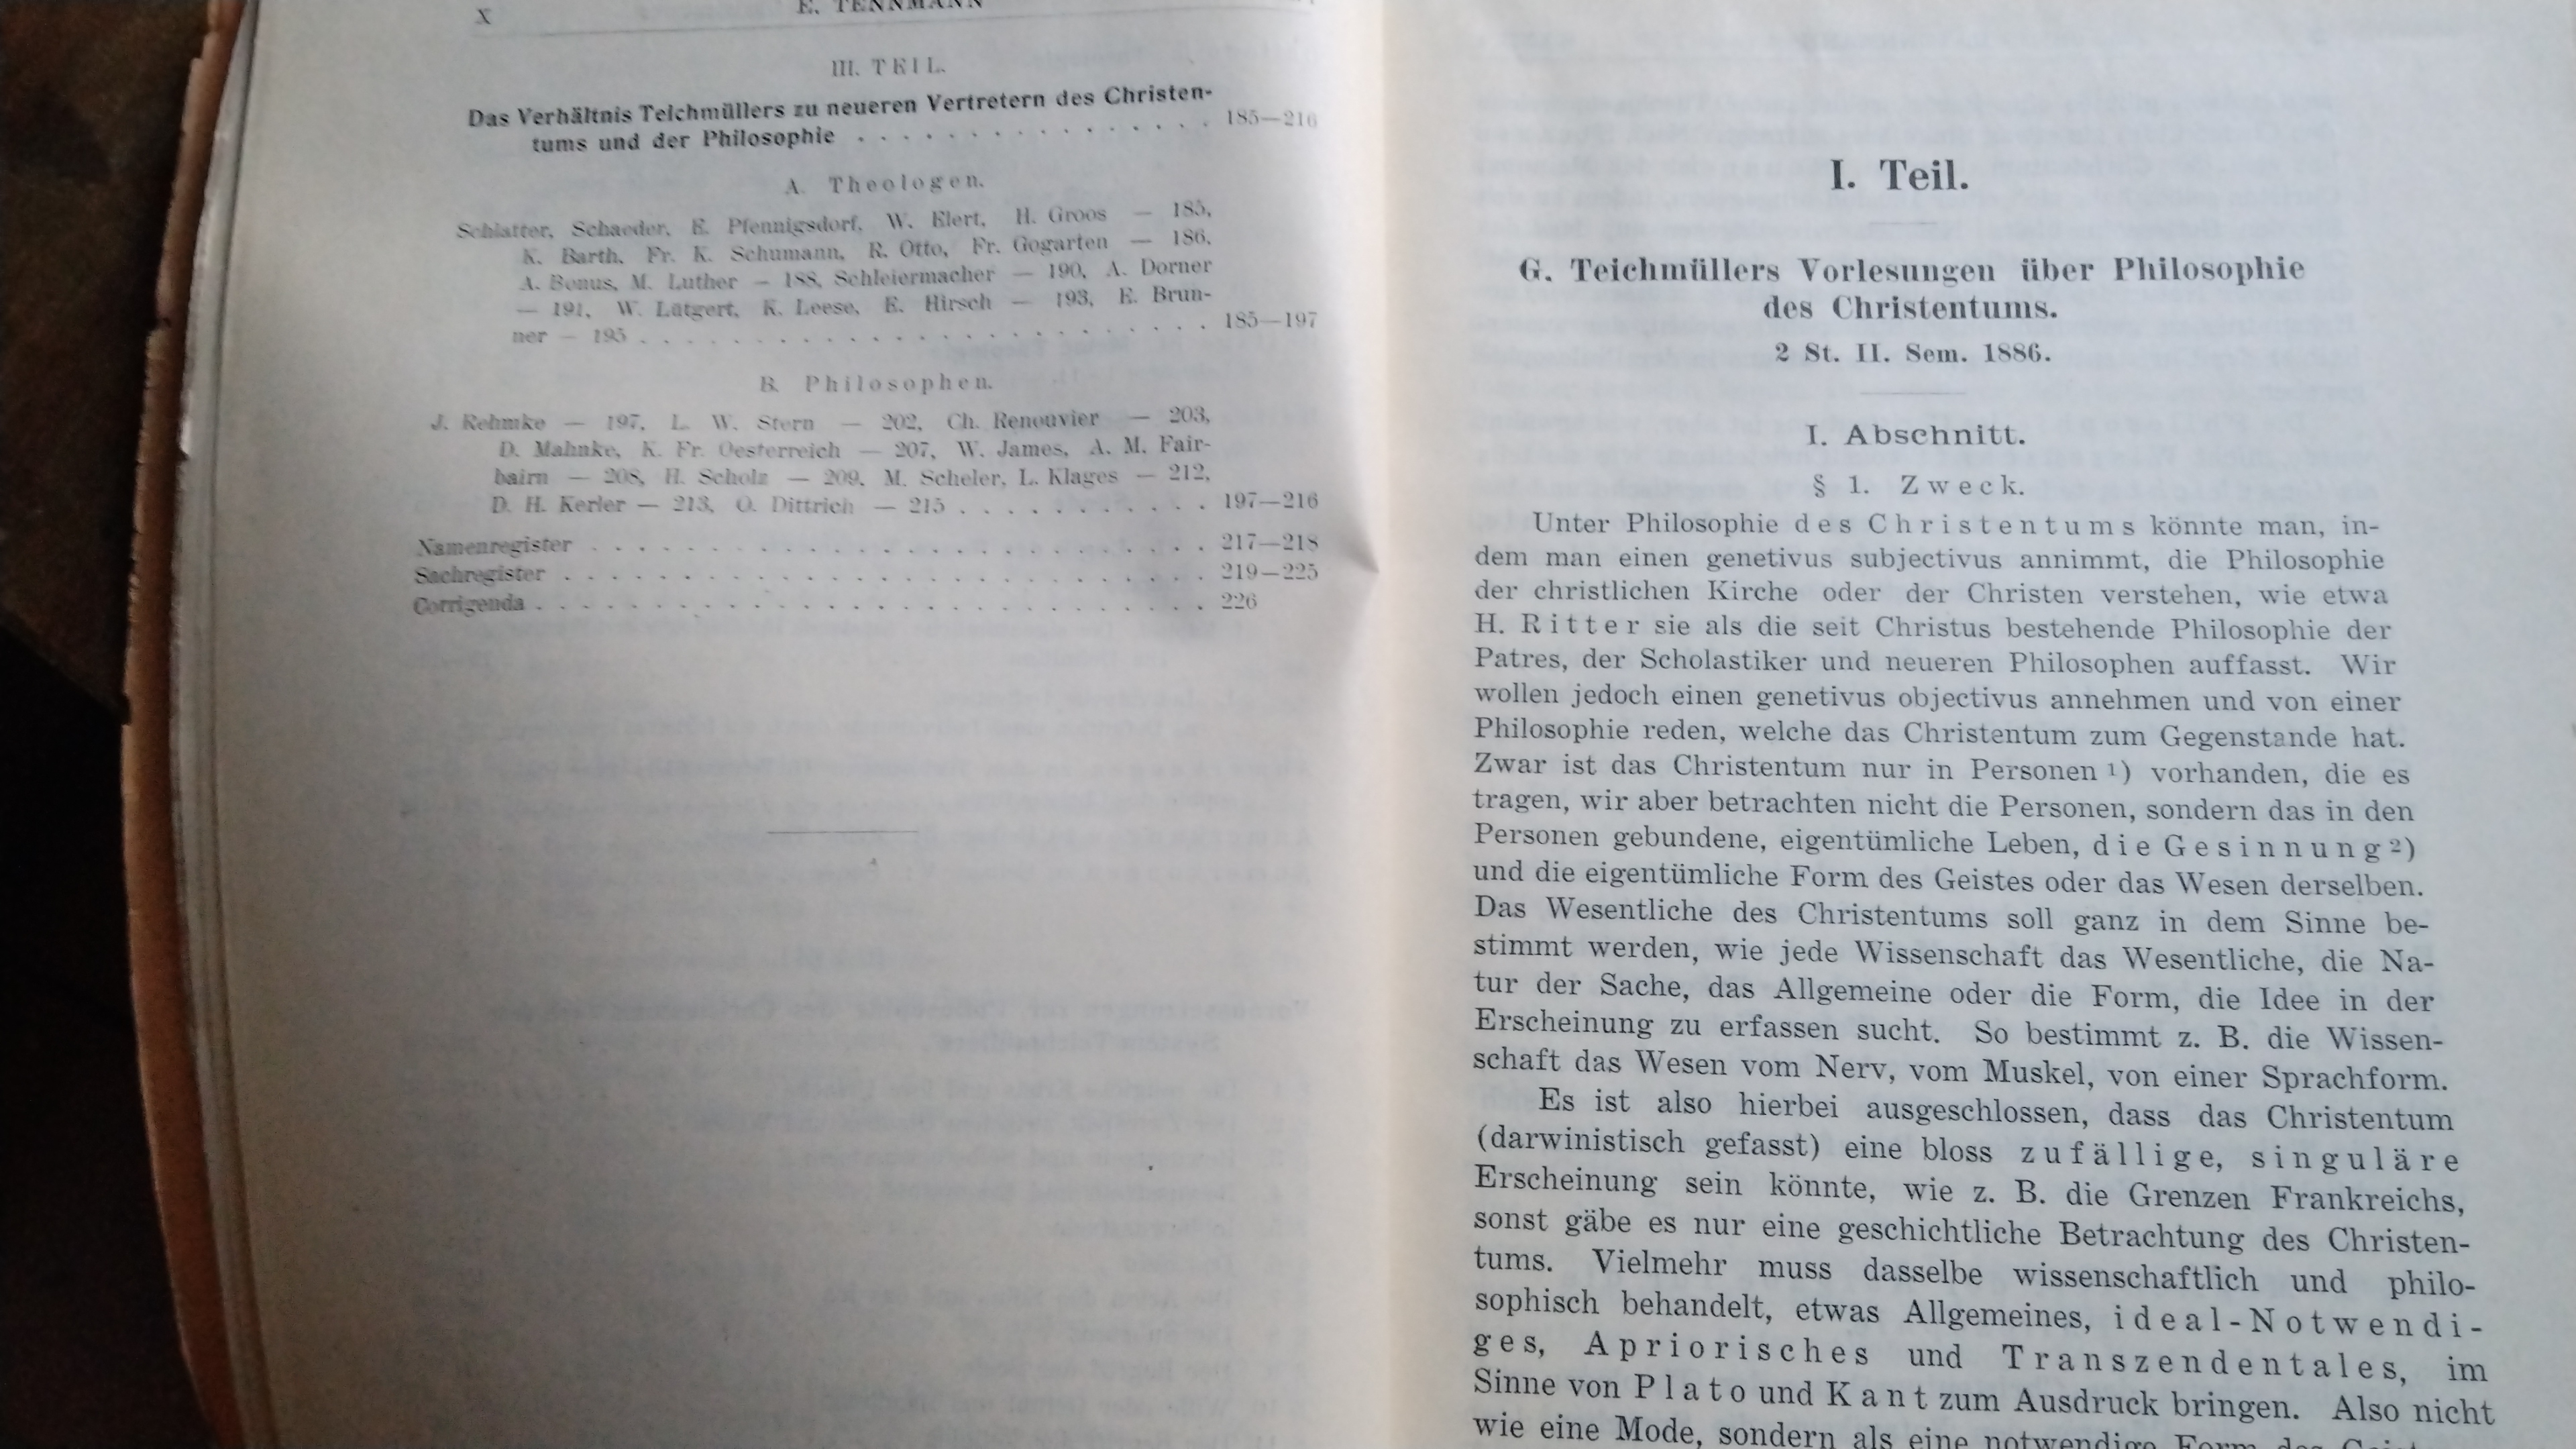 X
E. TENNMANN
III. TEIL.
Das Verhältnis Teichmüllers zu neueren Vertretern des Christen-
tums und der Philosophie . . . . . . . . . . . . . 185—216
A. Theologen.
Schlatter, Schaeder, E. Pfennigsdorf, W. Elert, H. Groos — 185,
K. Barth, Fr. K. Schumann, R. Otto, Fr. Gogarten — 186,
A. Bonus, M. Luther — 188, Schleiermacher — 190, A. Dorner
— 191, W. Lütgert, K. Leese, E. Hirsch — 193, E. Brun-
ner — 195 . . . . . . . . . . . . . . . . . . . . 185—197
B. Philosophen.
J. Rehmke — 197, L. W. Stern — 202, Ch. Renouvier — 203,
D. Mahnke, K. Fr. Oesterreich — 207, W. James, A. M. Fair-
bairn — 208, H. Scholz — 209, M. Scheler, L. Klages — 212,
D. H. Kerler — 213, O. Dittrich — 215 . . . . . . . . . 197—216
Namenregister . . . . . . . . . . . . . . . . . . . . . . 217—218
Sachregister . . . . . . . . . . . . . . . . . . . . . . . 219—225
Corrigenda . . . . . . . . . . . . . . . . . . . . . . . . 226
I. Teil.
G. Teichmüllers Vorlesungen über Philosophie
des Christentums.
2 St. II. Sem. 1886.
I. Abschnitt.
§ 1. Zweck.
Unter Philosophie des Christentums könnte man, in-
dem man einen genetivus subjectivus annimmt, die Philosophie
der christlichen Kirche oder der Christen verstehen, wie etwa
H. Ritter sie als die seit Christus bestehende Philosophie der
Patres, der Scholastiker und neueren Philosophen auffasst. Wir
wollen jedoch einen genetivus objectivus annehmen und von einer
Philosophie reden, welche das Christentum zum Gegenstande hat.
Zwar ist das Christentum nur in Personen ¹) vorhanden, die es
tragen, wir aber betrachten nicht die Personen, sondern das in den
Personen gebundene, eigentümliche Leben, die Gesinnung ²)
und die eigentümliche Form des Geistes oder das Wesen derselben.
Das Wesentliche des Christentums soll ganz in dem Sinne be-
stimmt werden, wie jede Wissenschaft das Wesentliche, die Na-
tur der Sache, das Allgemeine oder die Form, die Idee in der
Erscheinung zu erfassen sucht. So bestimmt z. B. die Wissen-
schaft das Wesen vom Nerv, vom Muskel, von einer Sprachform.
Es ist also hierbei ausgeschlossen, dass das Christentum
(darwinistisch gefasst) eine bloss zufällige, singuläre
Erscheinung sein könnte, wie z. B. die Grenzen Frankreichs,
sonst gäbe es nur eine geschichtliche Betrachtung des Christen-
tums. Vielmehr muss dasselbe wissenschaftlich und philo-
sophisch behandelt, etwas Allgemeines, ideal-Notwendi-
ges, Apriorisches und Transzendentales, im
Sinne von Plato und Kant zum Ausdruck bringen. Also nicht
wie eine Mode, sondern als eine notwendige Form des